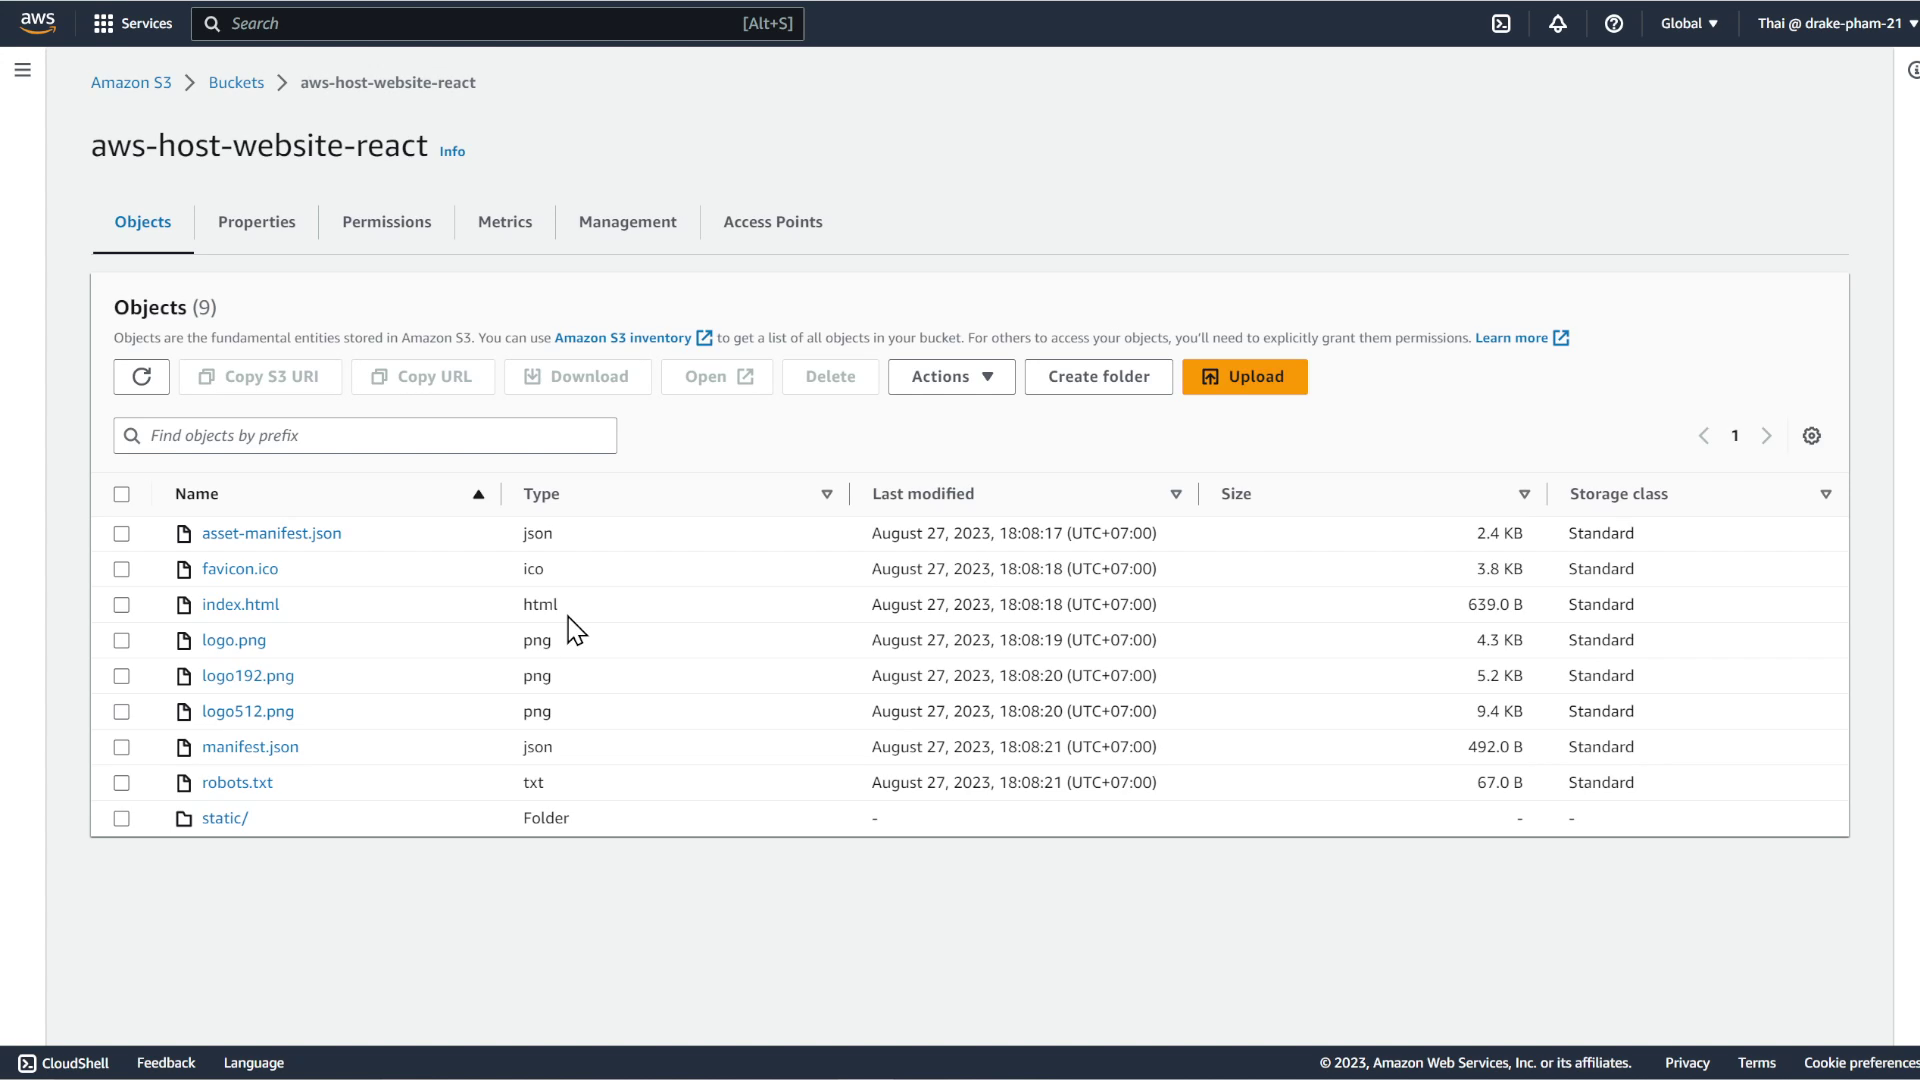 aws Services Search [Alt+S] Global Thai @ drake-pham-21
Amazon S3 Buckets aws-host-website-react
aws-host-website-react Info
Objects Properties Permissions Metrics Management Access Points
Objects (9)
Objects are the fundamental entities stored in Amazon S3. You can use Amazon S3 inventory to get a list of all objects in your bucket. For others to access your objects, you'll need to explicitly grant them permissions. Learn more
Copy S3 URI Copy URL Download Open Delete Actions Create folder Upload
Find objects by prefix 1
Name Type Last modified Size Storage class
asset-manifest.json json August 27, 2023, 18:08:17 (UTC+07:00) 2.4 KB Standard
favicon.ico ico August 27, 2023, 18:08:18 (UTC+07:00) 3.8 KB Standard
index.html html August 27, 2023, 18:08:18 (UTC+07:00) 639.0 B Standard
logo.png png August 27, 2023, 18:08:19 (UTC+07:00) 4.3 KB Standard
logo192.png png August 27, 2023, 18:08:20 (UTC+07:00) 5.2 KB Standard
logo512.png png August 27, 2023, 18:08:20 (UTC+07:00) 9.4 KB Standard
manifest.json json August 27, 2023, 18:08:21 (UTC+07:00) 492.0 B Standard
robots.txt txt August 27, 2023, 18:08:21 (UTC+07:00) 67.0 B Standard
static/ Folder - - -
CloudShell Feedback Language © 2023, Amazon Web Services, Inc. or its affiliates. Privacy Terms Cookie preferences